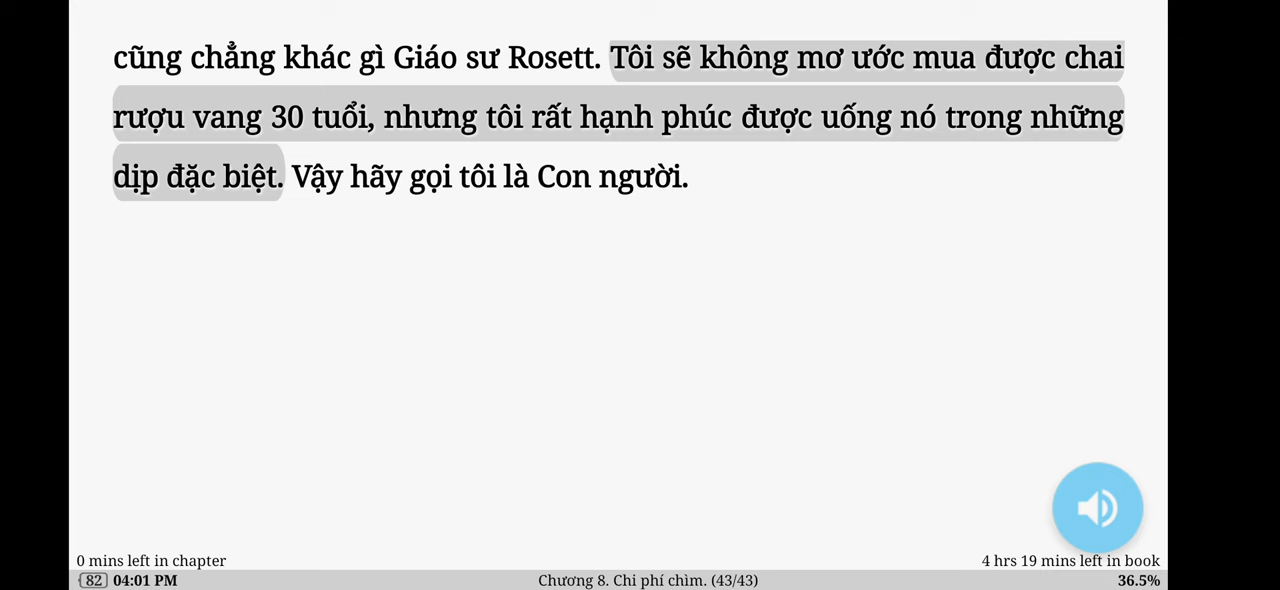 cũng chẳng khác gì Giáo sư Rosett. Tôi sẽ không mơ ước mua được chai
rượu vang 30 tuổi, nhưng tôi rất hạnh phúc được uống nó trong những
dịp đặc biệt. Vậy hãy gọi tôi là Con người.
0 mins left in chapter
4 hrs 19 mins left in book
82 04:01 PM
Chương 8. Chi phí chìm. (43/43)
36.5%